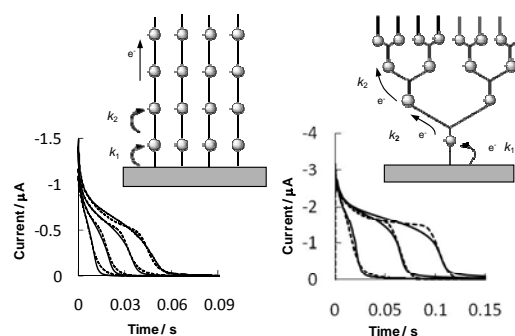 e-
k2
k1
-1.5
-1
-0.5
0
Current / μA
0 0.03 0.06 0.09
Time / s
e-
e-
k2
k2
e- k1
-4
-3
-2
-1
0
Current / μA
0 0.05 0.10 0.15
Time / s